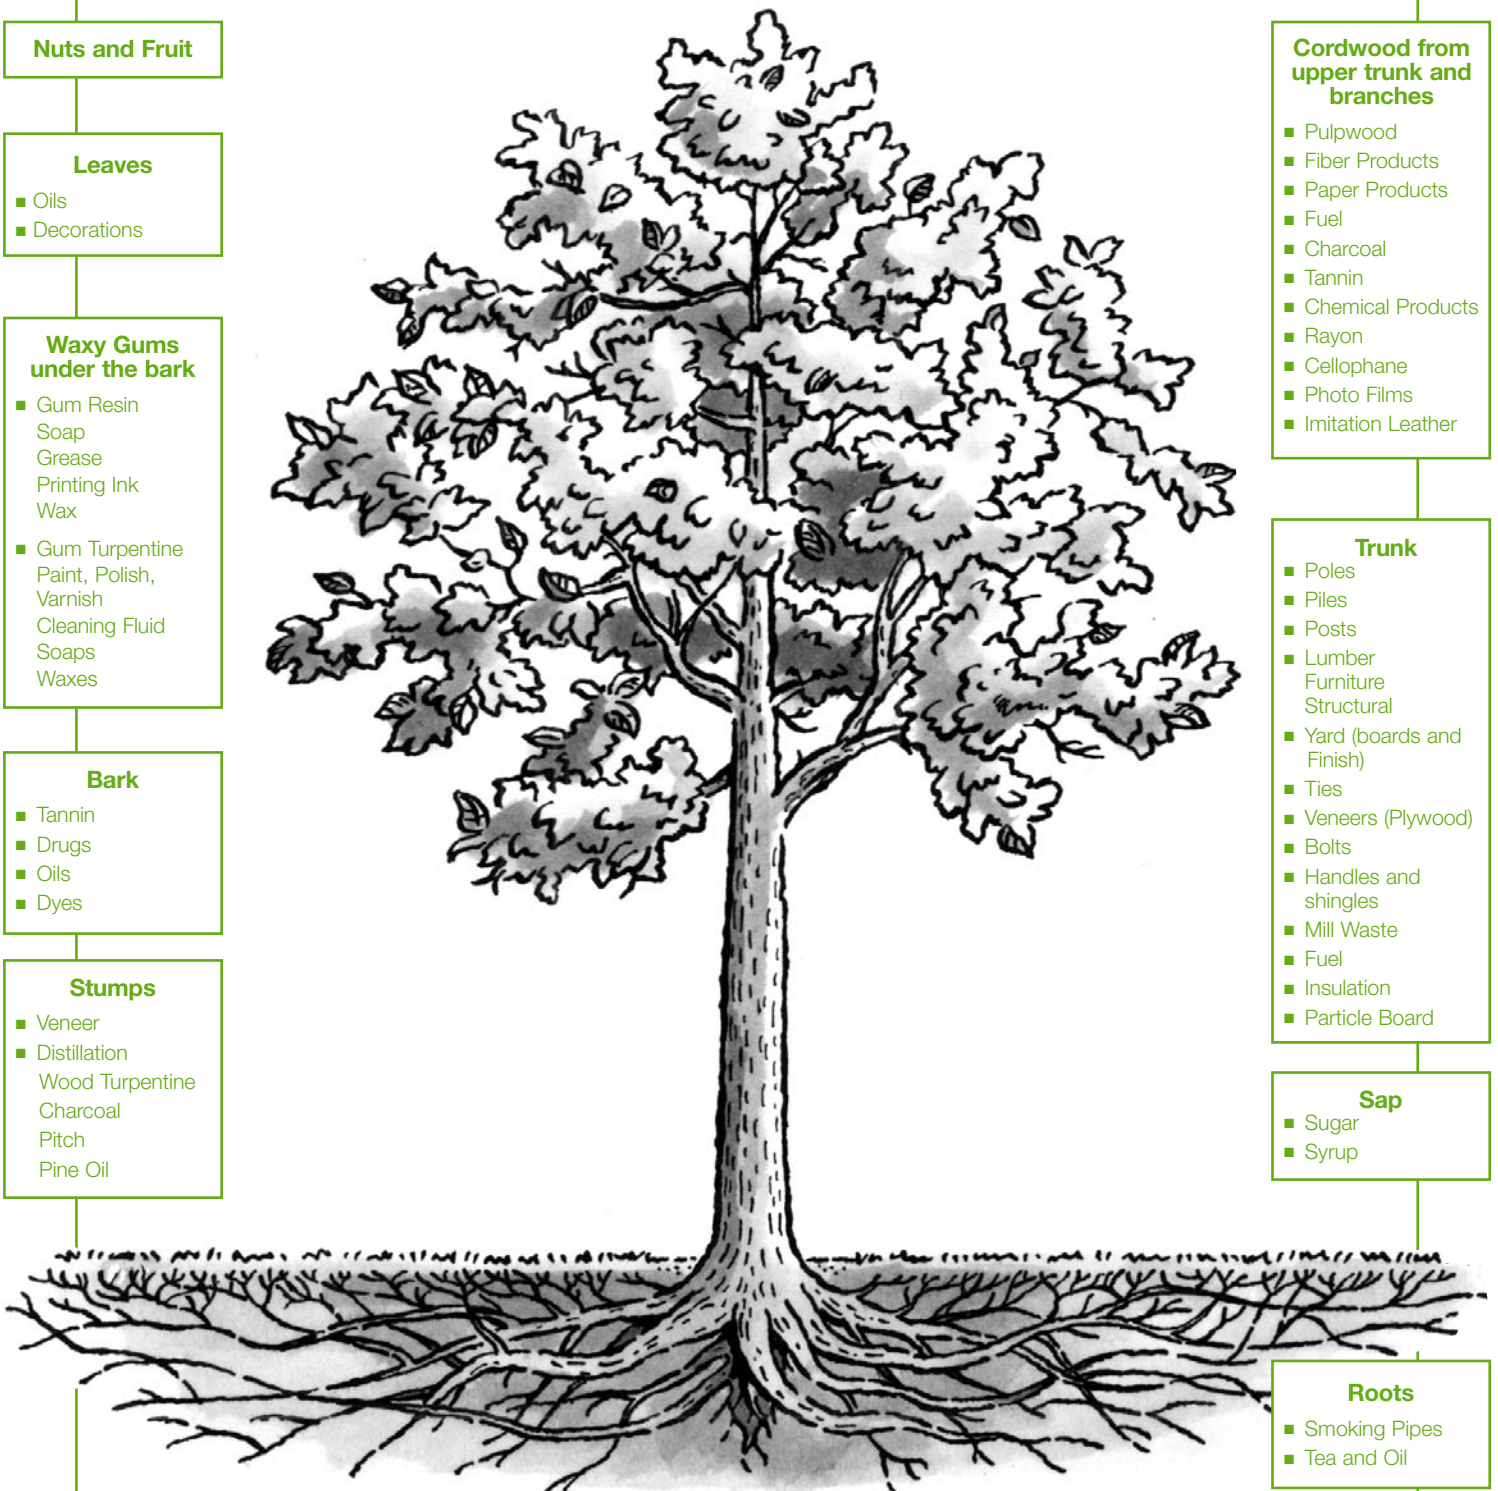 Nuts and Fruit
Leaves
■ Oils
■ Decorations
Waxy Gums
under the bark
■ Gum Resin
Soap
Grease
Printing Ink
Wax
■ Gum Turpentine
Paint, Polish,
Varnish
Cleaning Fluid
Soaps
Waxes
Bark
■ Tannin
■ Drugs
■ Oils
■ Dyes
Stumps
■ Veneer
■ Distillation
Wood Turpentine
Charcoal
Pitch
Pine Oil
Cordwood from
upper trunk and
branches
■ Pulpwood
■ Fiber Products
■ Paper Products
■ Fuel
■ Charcoal
■ Tannin
■ Chemical Products
■ Rayon
■ Cellophane
■ Photo Films
■ Imitation Leather
Trunk
■ Poles
■ Piles
■ Posts
■ Lumber
Furniture
Structural
■ Yard (boards and
Finish)
■ Ties
■ Veneers (Plywood)
■ Bolts
■ Handles and
shingles
■ Mill Waste
■ Fuel
■ Insulation
■ Particle Board
Sap
■ Sugar
■ Syrup
Roots
■ Smoking Pipes
■ Tea and Oil